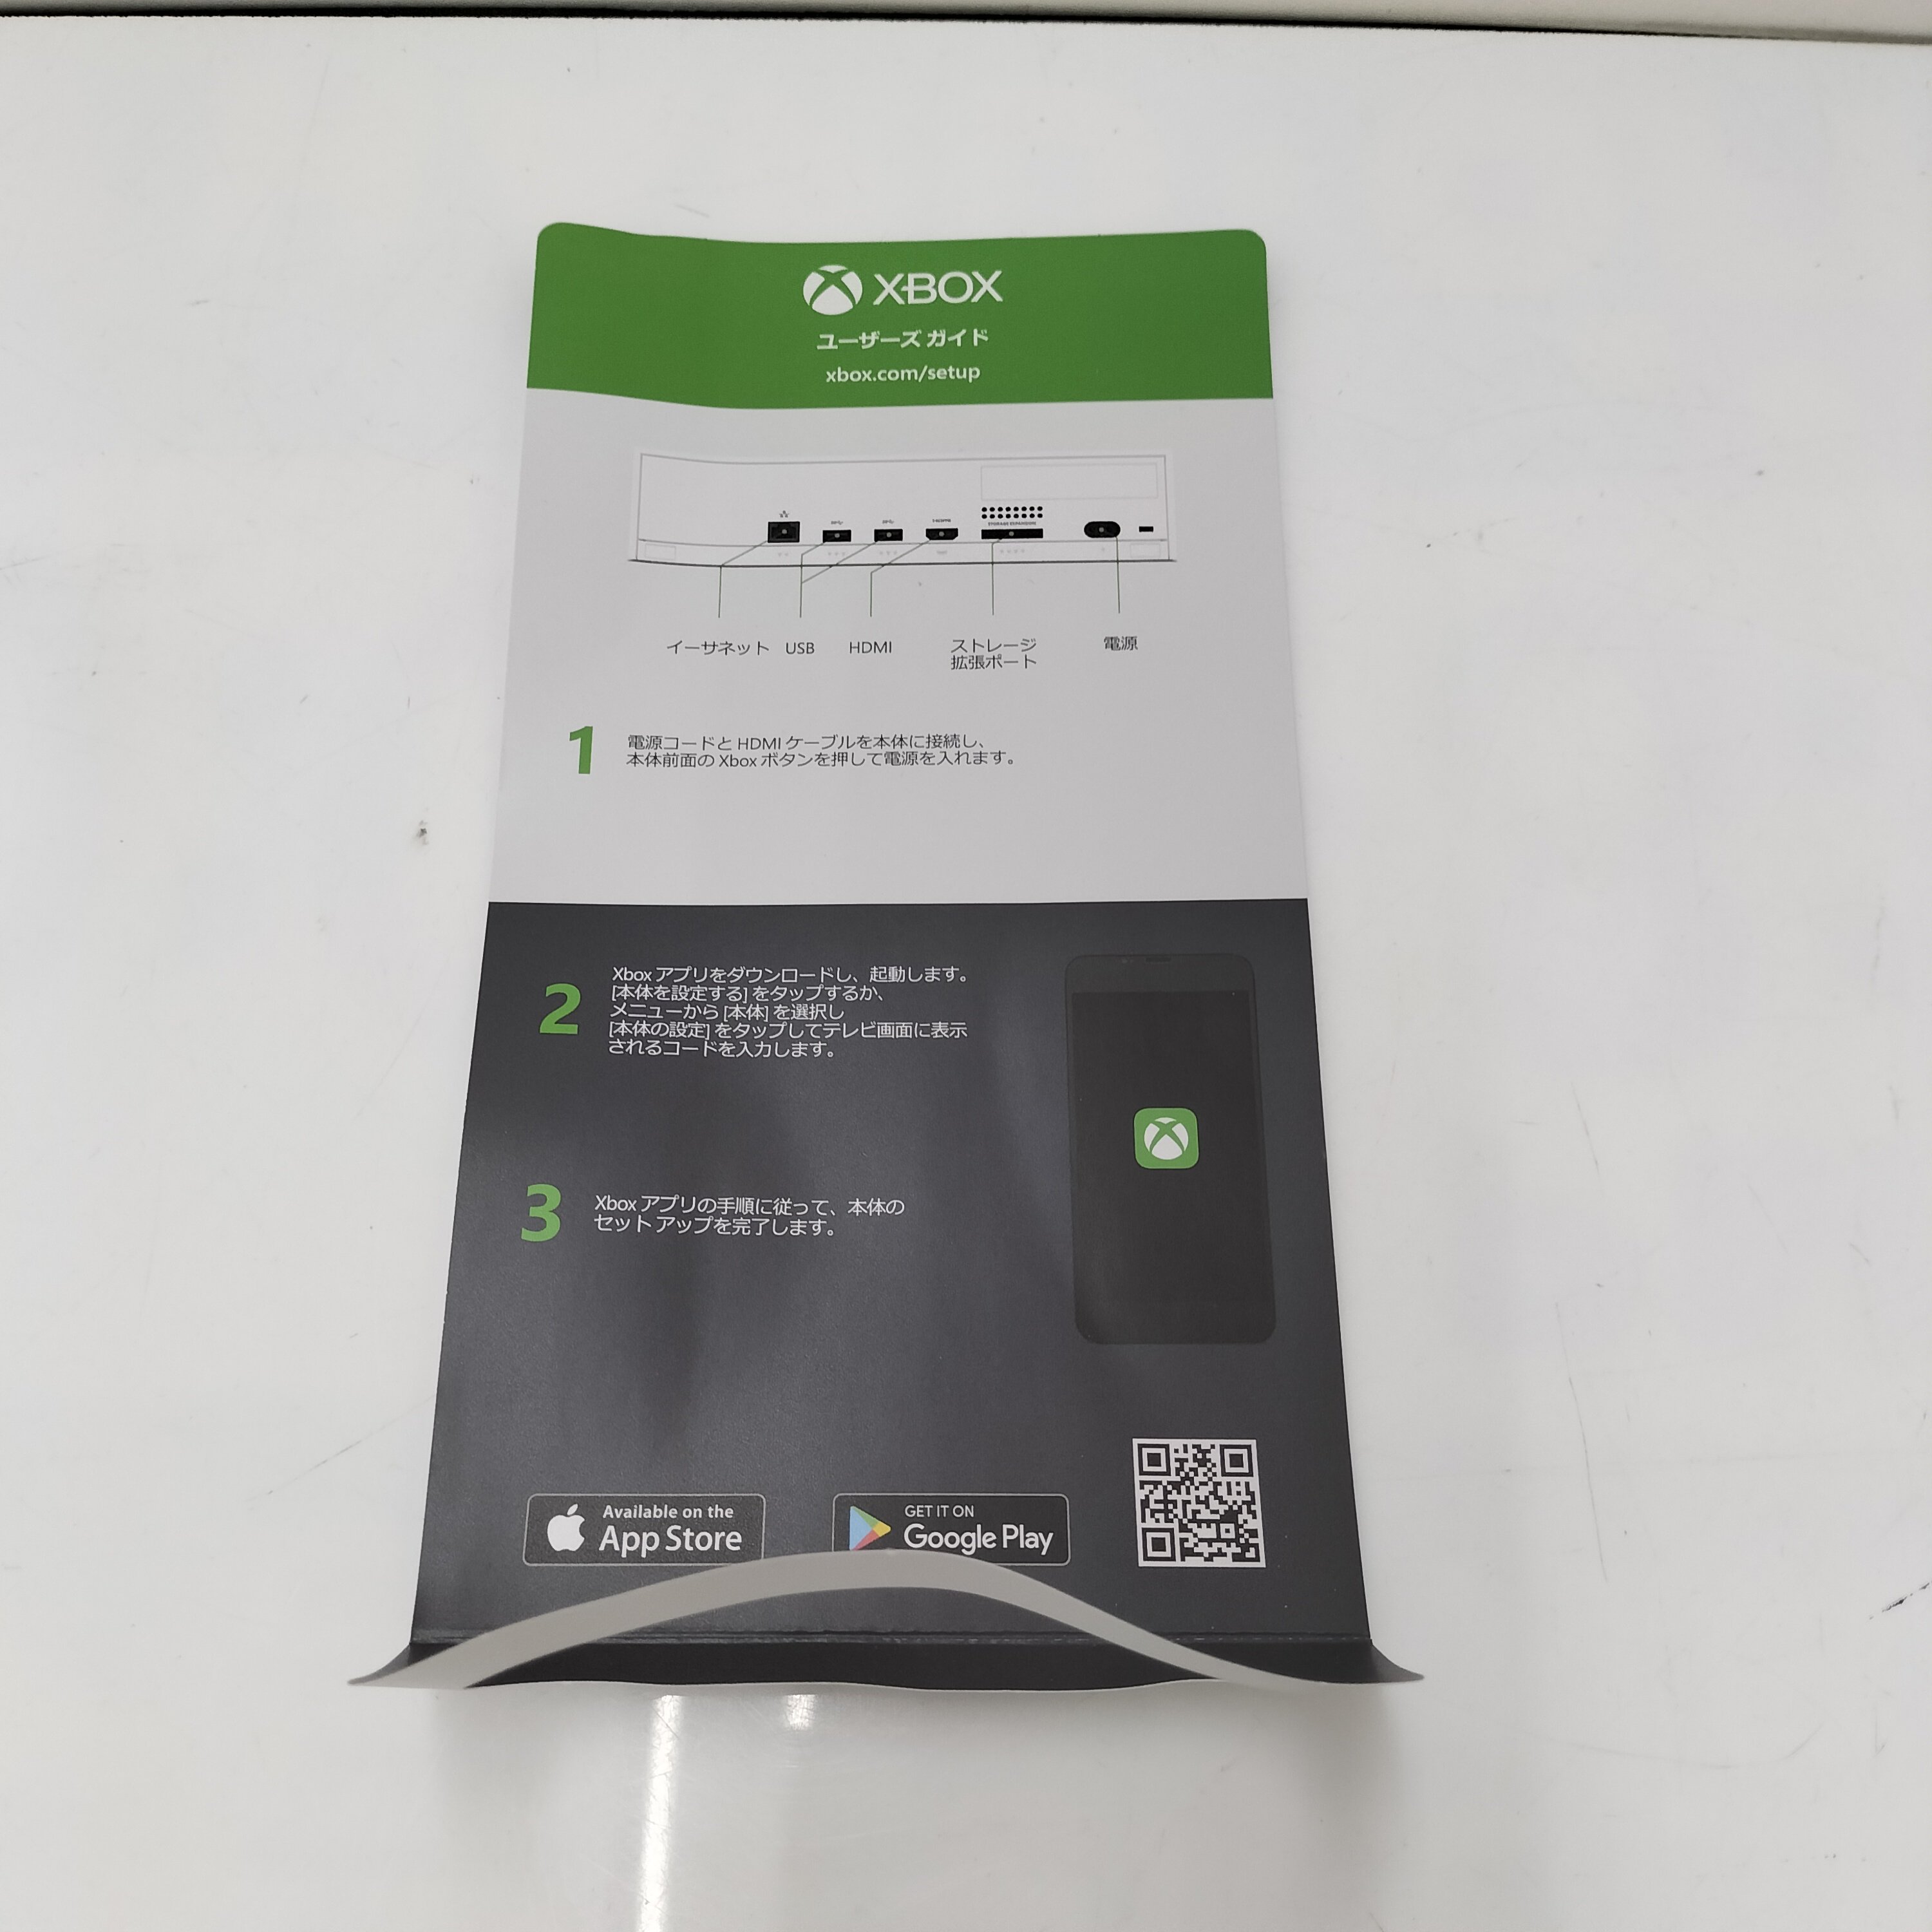 XBOX
ユーザーズ ガイド
xbox.com/setup
STORAGE EXPANSION
イーサネット
USB
HDMI
ストレージ
拡張ポート
電源
1
電源コードと HDMI ケーブルを本体に接続し、
本体前面の Xbox ボタンを押して電源を入れます。
2
Xbox アプリをダウンロードし、起動します。
[本体を設定する] をタップするか、
メニューから [本体] を選択し
[本体の設定] をタップしてテレビ画面に表示
されるコードを入力します。
3
Xbox アプリの手順に従って、本体の
セット アップを完了します。
Available on the
App Store
GET IT ON
Google Play